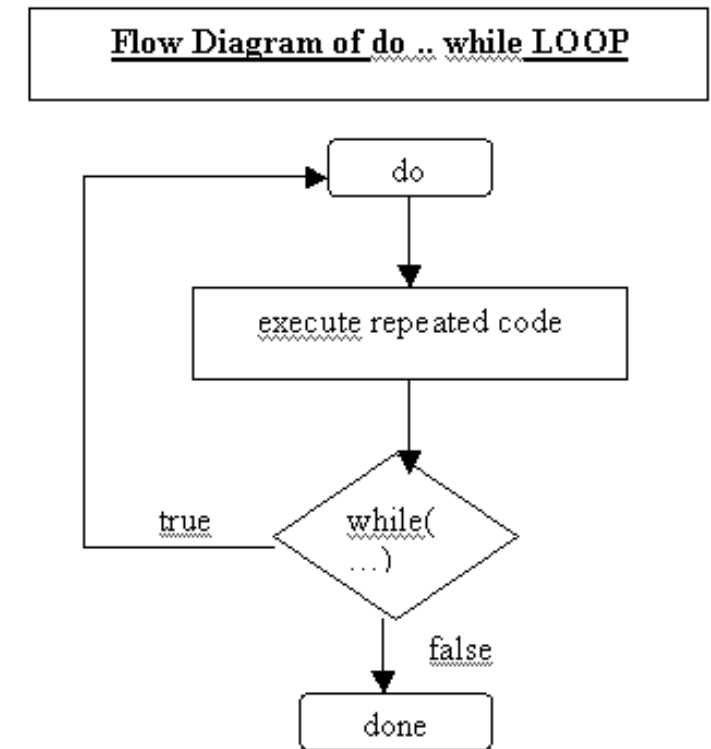 Flow Diagram of do .. while LOOP
do
execute repeated code
true
while(
...)
false
done